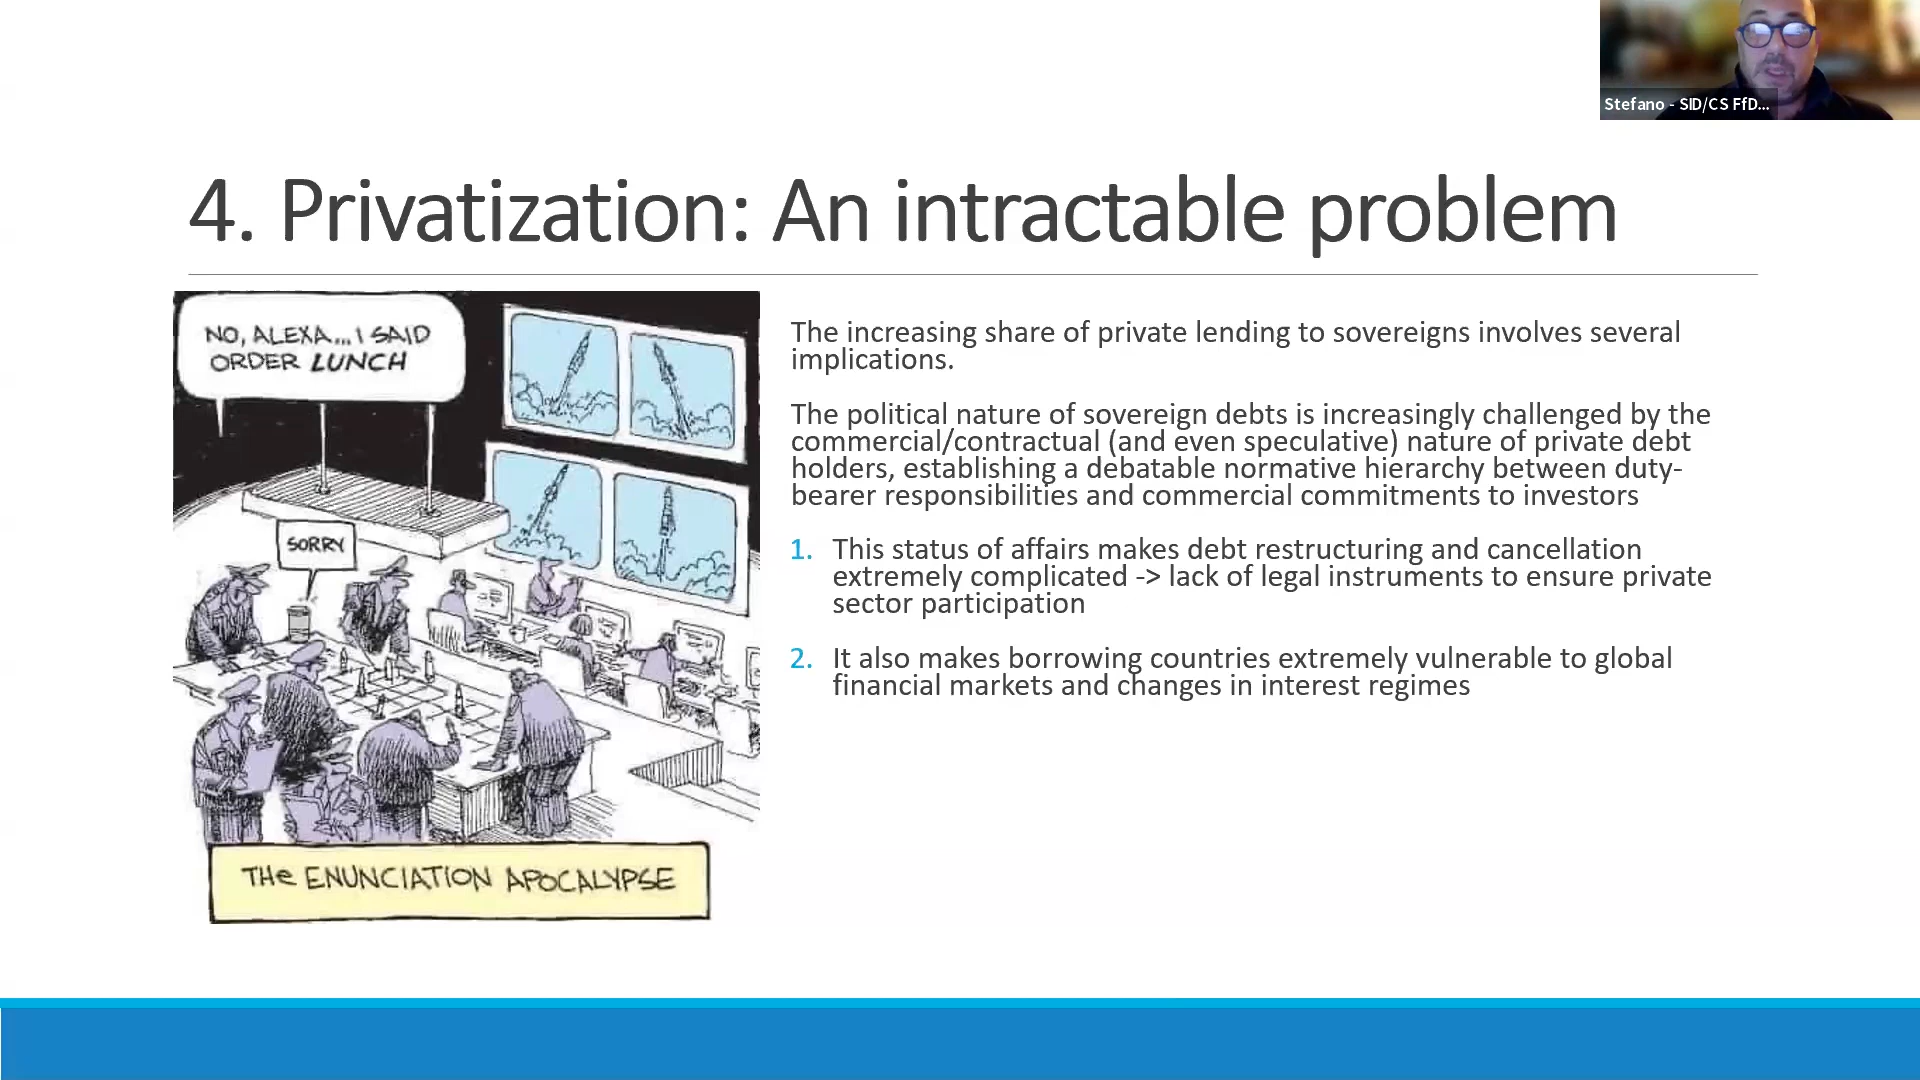 Stefano - SID/CS FfD...
4. Privatization: An intractable problem
NO, ALEXA... I SAID
ORDER LUNCH
SORRY
THe ENUNCIATION APOCALYPSE
The increasing share of private lending to sovereigns involves several
implications.
The political nature of sovereign debts is increasingly challenged by the
commercial/contractual (and even speculative) nature of private debt
holders, establishing a debatable normative hierarchy between duty-
bearer responsibilities and commercial commitments to investors
1. This status of affairs makes debt restructuring and cancellation
extremely complicated -> lack of legal instruments to ensure private
sector participation
2. It also makes borrowing countries extremely vulnerable to global
financial markets and changes in interest regimes